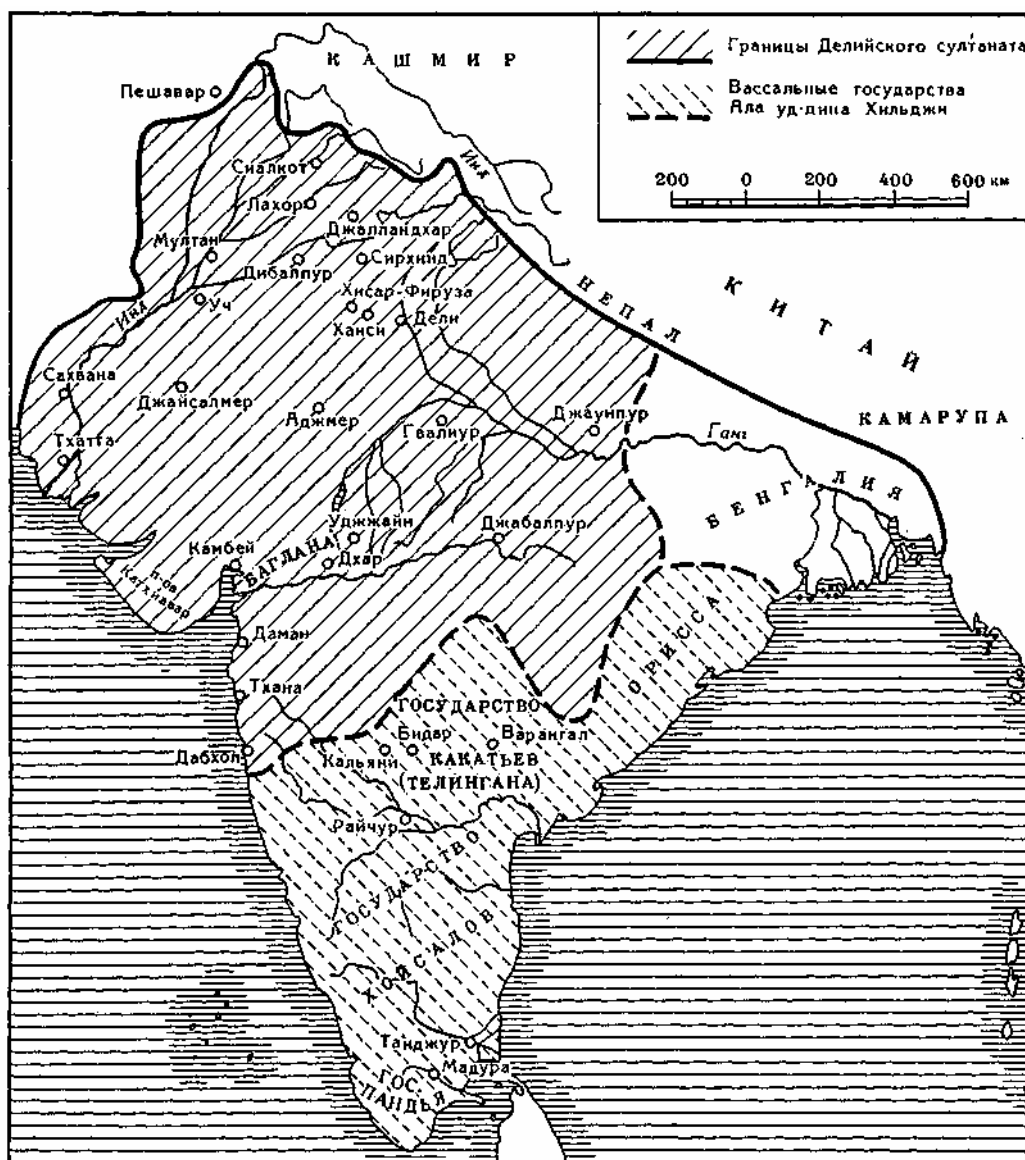 КАШМИР
Границы Делийского султаната
Вассальные государства
Ала уд-дина Хильджи
200 0 200 400 600 км
Пешавар
Инд
Сиалкот
Лахор
Джалландхар
Мултан
Дибалпур
Сирхинд
Хисар-Фируза
Инд
Уч
Ханси
Дели
НЕПАЛ
КИТАЙ
Сахвана
Джайсалмер
Аджмер
Гвалиур
Джаунпур
КАМАРУПА
Ганг
Тхатта
БЕНГАЛИЯ
Уджжайн
Джабалпур
Камбей
БАГЛАНА
Дхар
п-ов
Катхиавар
Даман
ОРИССА
Тхана
ГОСУДАРСТВО
Бидар
Варангал
Дабхол
Кальяни
КАКАТЬЕВ
(ТЕЛИНГАНА)
Райчур
ГОСУДАРСТВО
ХОЙСАЛОВ
Танджур
Мадура
ГОС.
ПАНДЬЯ